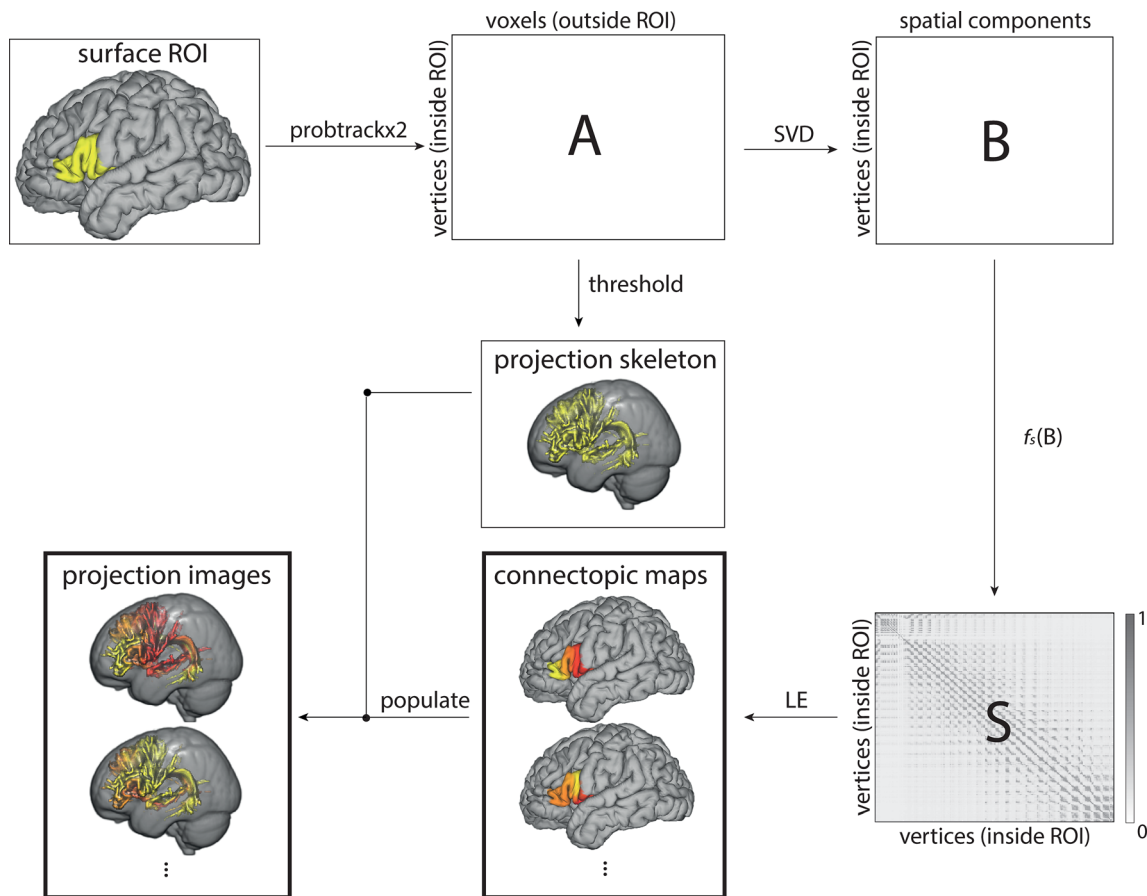 surface ROI
probtrackx2
voxels (outside ROI)
vertices (inside ROI)
A
SVD
spatial components
vertices (inside ROI)
B
threshold
projection skeleton
fs(B)
projection images
⋮
populate
connectopic maps
⋮
LE
vertices (inside ROI)
S
1
0
vertices (inside ROI)